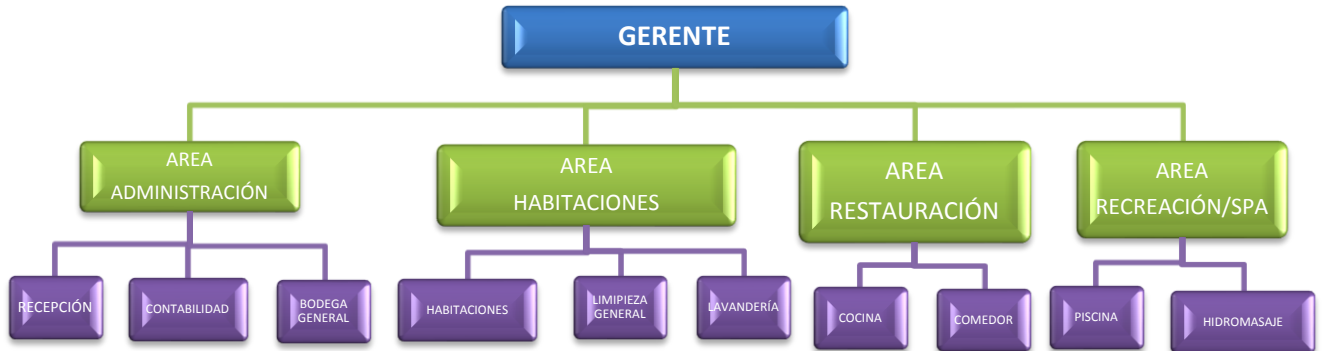 GERENTE
AREA
ADMINISTRACIÓN
AREA
HABITACIONES
AREA
RESTAURACIÓN
AREA
RECREACIÓN/SPA
RECEPCIÓN
CONTABILIDAD
BODEGA
GENERAL
HABITACIONES
LIMIPIEZA
GENERAL
LAVANDERÍA
COCINA
COMEDOR
PISCINA
HIDROMASAJE